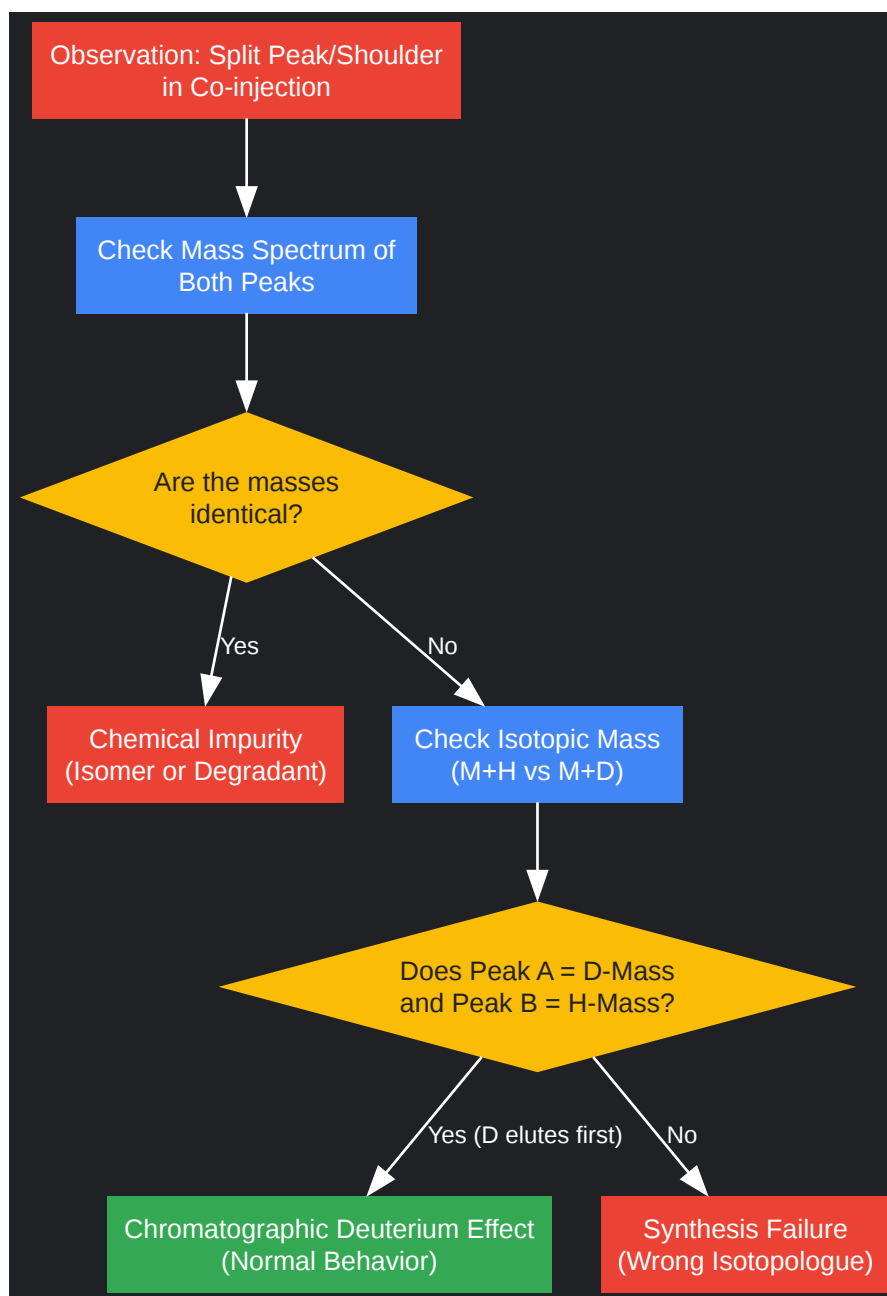 Observation: Split Peak/Shoulder
in Co-injection
Check Mass Spectrum of
Both Peaks
Are the masses
identical?
Yes
No
Chemical Impurity
(Isomer or Degradant)
Check Isotopic Mass
(M+H vs M+D)
Does Peak A = D-Mass
and Peak B = H-Mass?
Yes (D elutes first)
No
Chromatographic Deuterium Effect
(Normal Behavior)
Synthesis Failure
(Wrong Isotopologue)